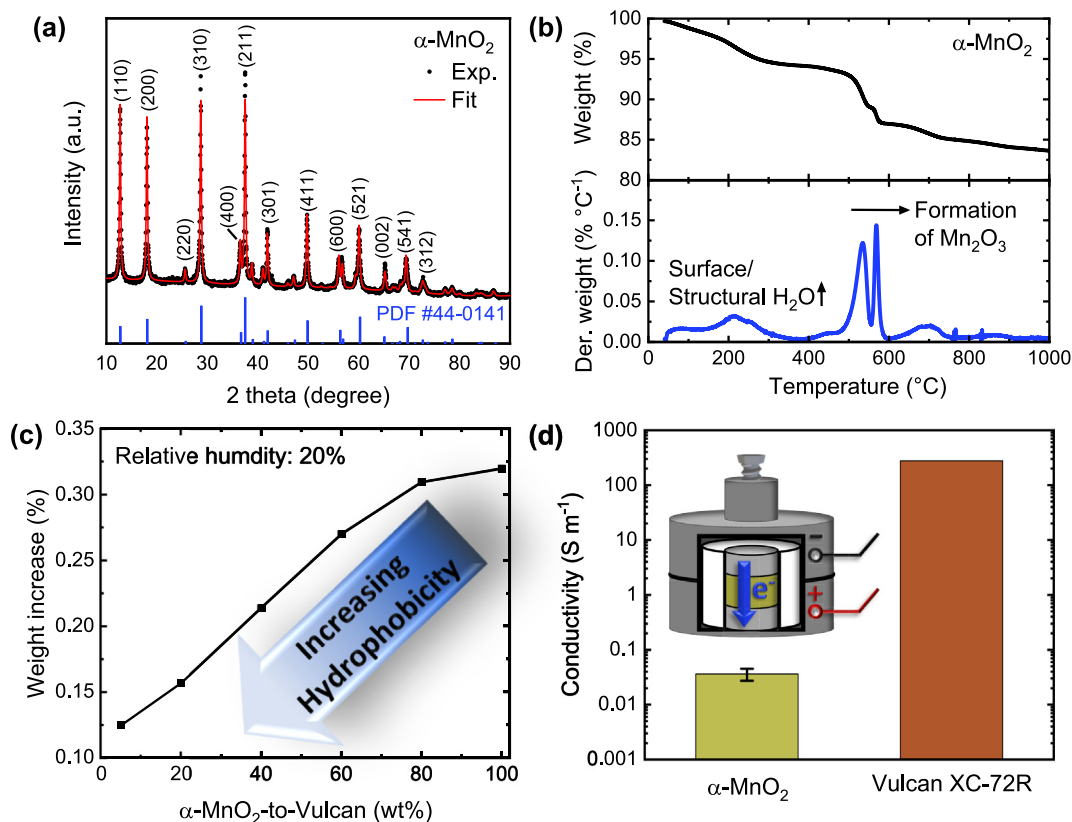 (a)
α-MnO2
Exp.
Fit
(110)
(200)
(220)
(310)
(400)
(211)
(301)
(411)
(600)
(521)
(002)
(541)
(312)
PDF #44-0141
Intensity (a.u.)
10 20 30 40 50 60 70 80 90
2 theta (degree)
(b)
α-MnO2
Weight (%)
100
95
90
85
80
Der. weight (% °C-1)
0.15
0.10
0.05
0.00
Formation
of Mn2O3
Surface/
Structural H2O
0 200 400 600 800 1000
Temperature (°C)
(c)
Relative humdity: 20%
Weight increase (%)
0.35
0.30
0.25
0.20
0.15
0.10
Increasing
Hydrophobicity
0 20 40 60 80 100
α-MnO2-to-Vulcan (wt%)
(d)
Conductivity (S m-1)
1000
100
10
1
0.1
0.01
0.001
e-
−
+
α-MnO2
Vulcan XC-72R